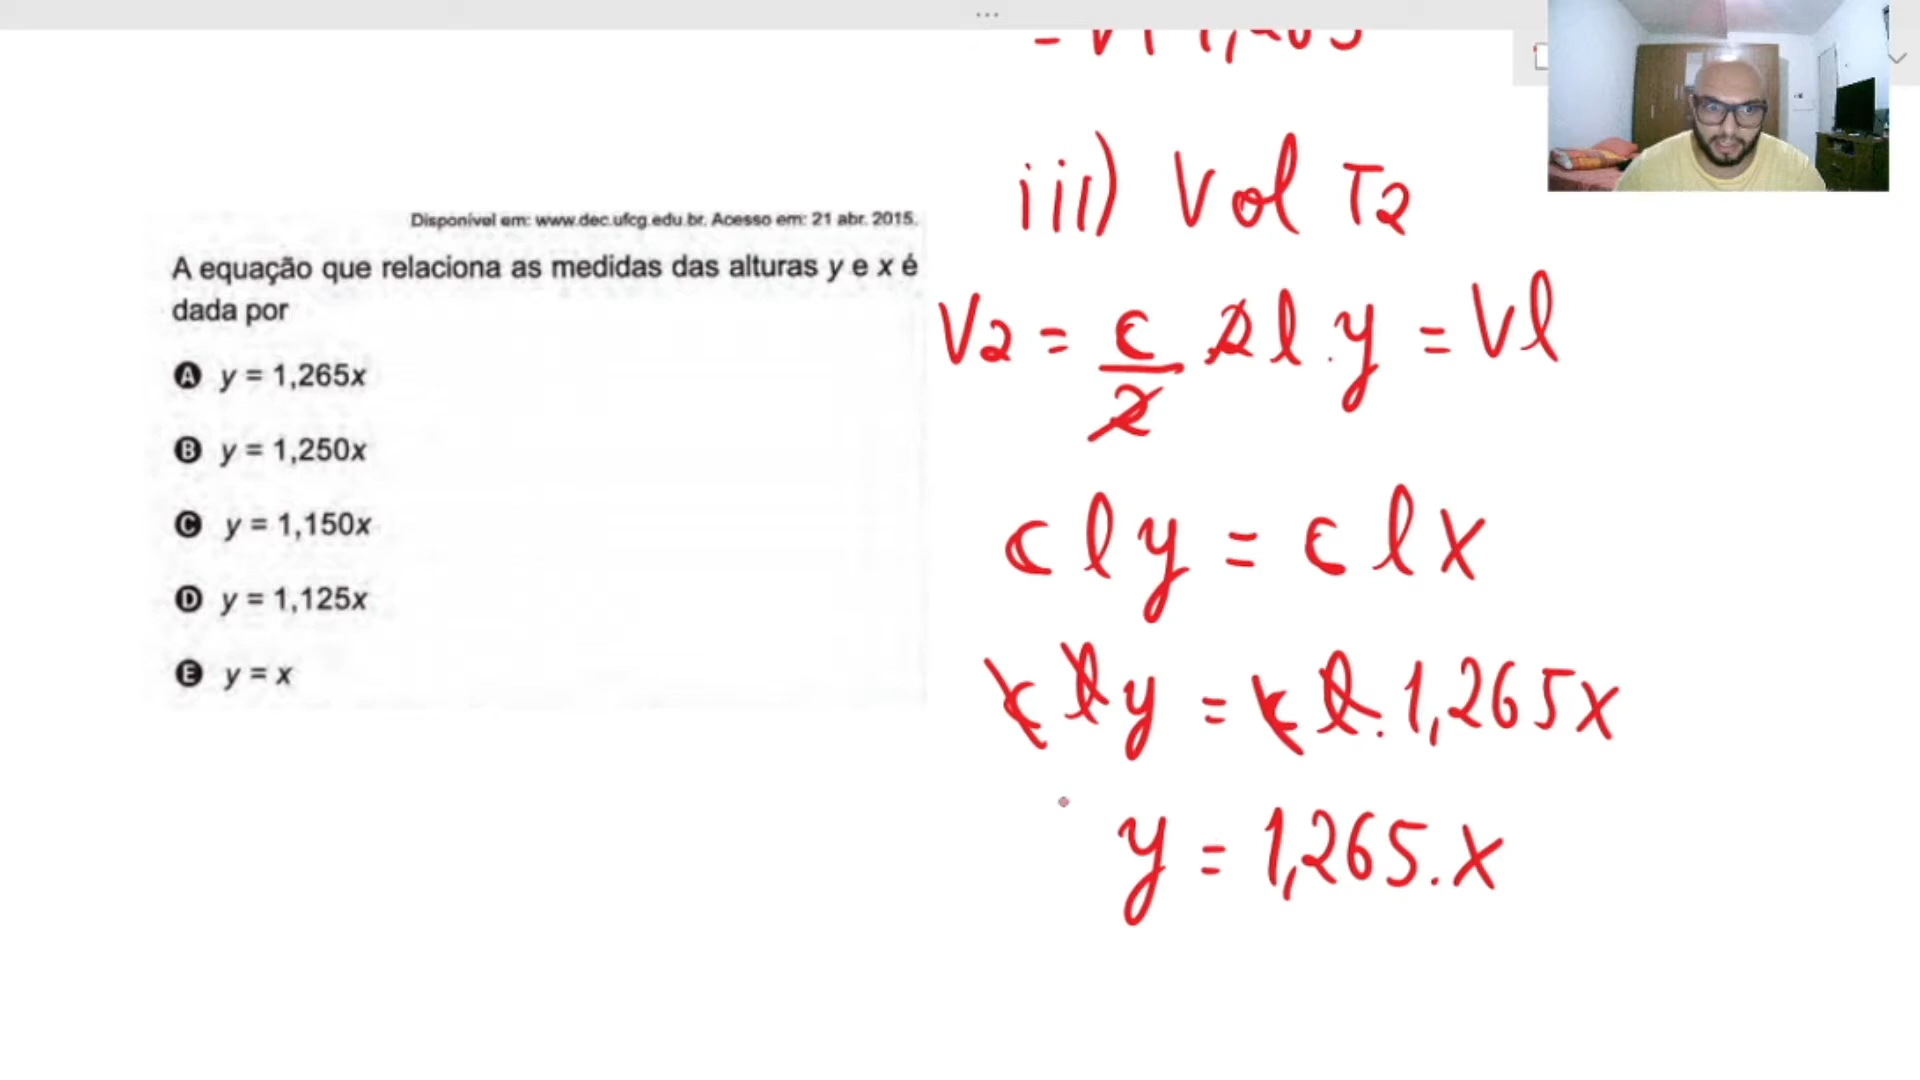 Disponível em: www.dec.ufcg.edu.br. Acesso em: 21 abr. 2015.
A equação que relaciona as medidas das alturas y e x é
dada por
A y = 1,265x
B y = 1,250x
C y = 1,150x
D y = 1,125x
E y = x
iii) Vol T2
V2 = c/2 2l . y = Vl
c l y = c l x
c l y = c l . 1,265x
y = 1,265 . x